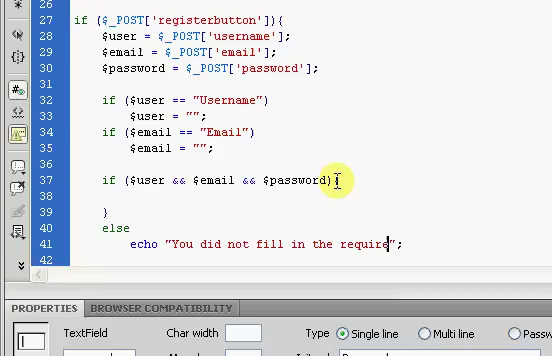 26
27 if ($_POST['registerbutton']){
28 $user = $_POST['username'];
29 $email = $_POST['email'];
30 $password = $_POST['password'];
31
32 if ($user == "Username")
33 $user = "";
34 if ($email == "Email")
35 $email = "";
36
37 if ($user && $email && $password)
38
39 }
40 else
41 echo "You did not fill in the require";
42
PROPERTIES BROWSER COMPATIBILITY
TextField Char width Type Single line Multi line